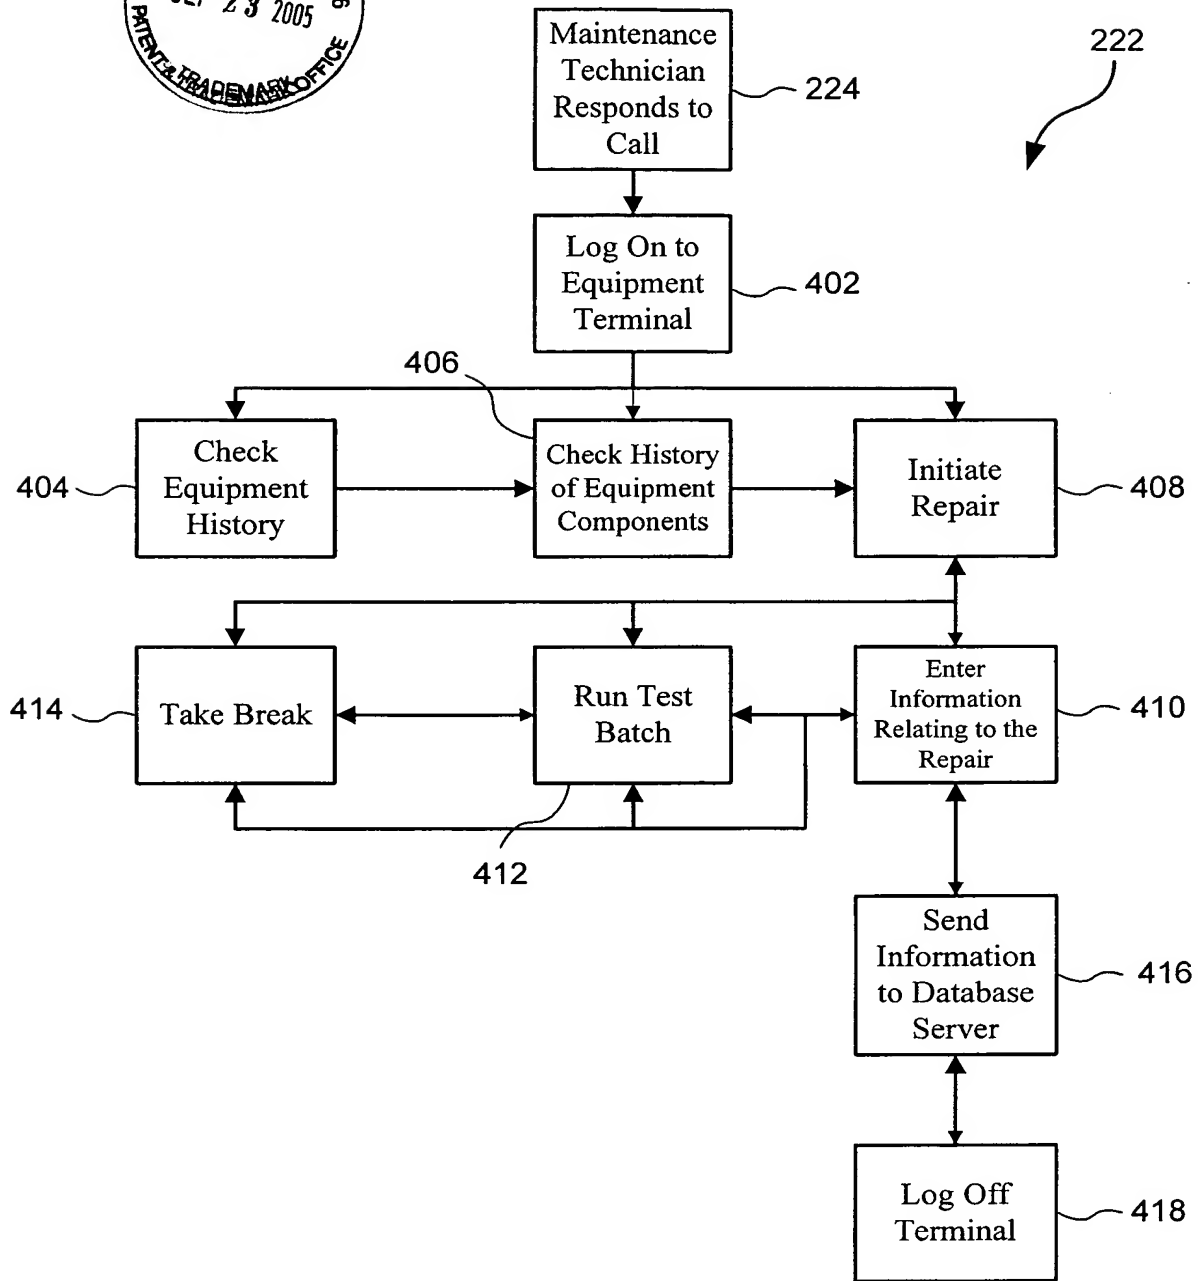 23 2005
PATENT & TRADEMARK OFFICE
Maintenance
Technician
Responds to
Call
224
222
Log On to
Equipment
Terminal
402
406
Check
Equipment
History
404
Check History
of Equipment
Components
Initiate
Repair
408
Take Break
414
Run Test
Batch
412
Enter
Information
Relating to the
Repair
410
Send
Information
to Database
Server
416
Log Off
Terminal
418